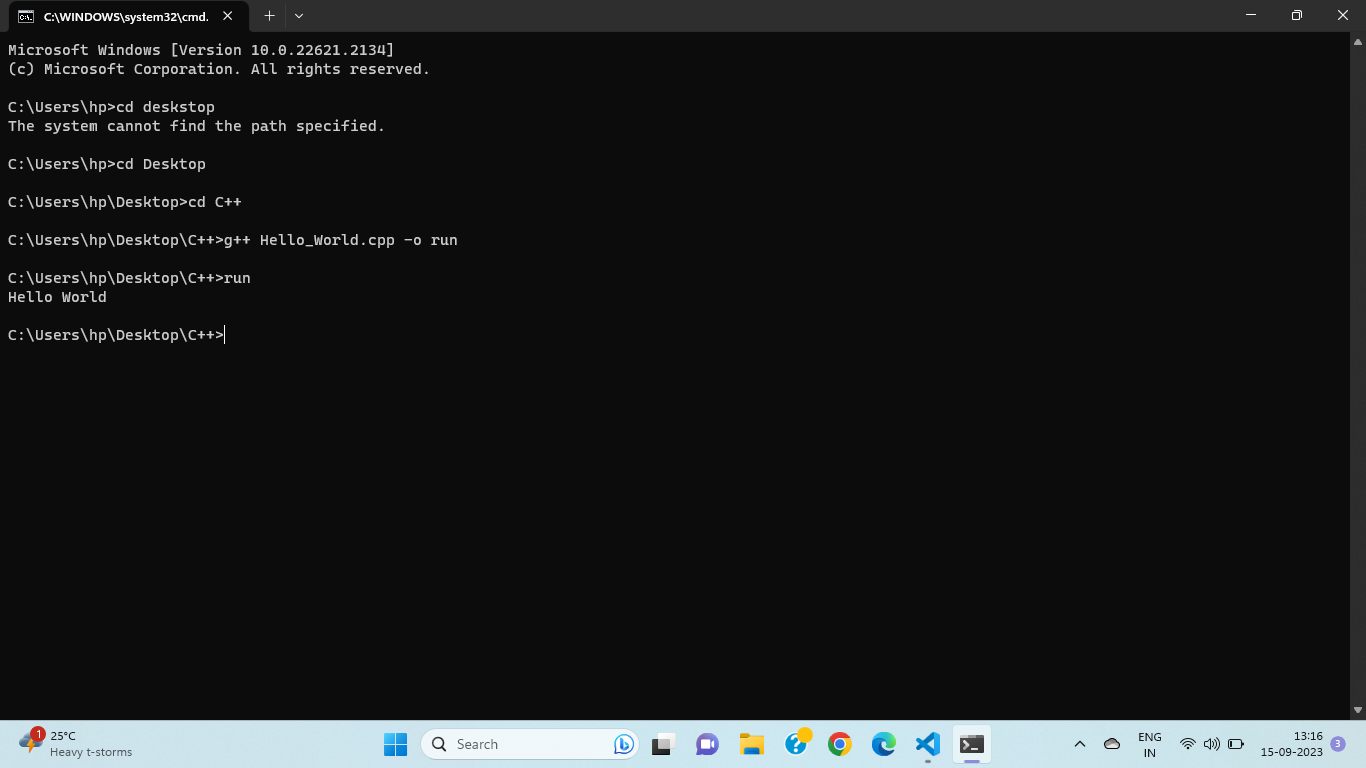 C:\WINDOWS\system32\cmd.
Microsoft Windows [Version 10.0.22621.2134]
(c) Microsoft Corporation. All rights reserved.
C:\Users\hp>cd deskstop
The system cannot find the path specified.
C:\Users\hp>cd Desktop
C:\Users\hp\Desktop>cd C++
C:\Users\hp\Desktop\C++>g++ Hello_World.cpp -o run
C:\Users\hp\Desktop\C++>run
Hello World
C:\Users\hp\Desktop\C++>
1
25°C
Heavy t-storms
Search
ENG
IN
13:16
15-09-2023
3